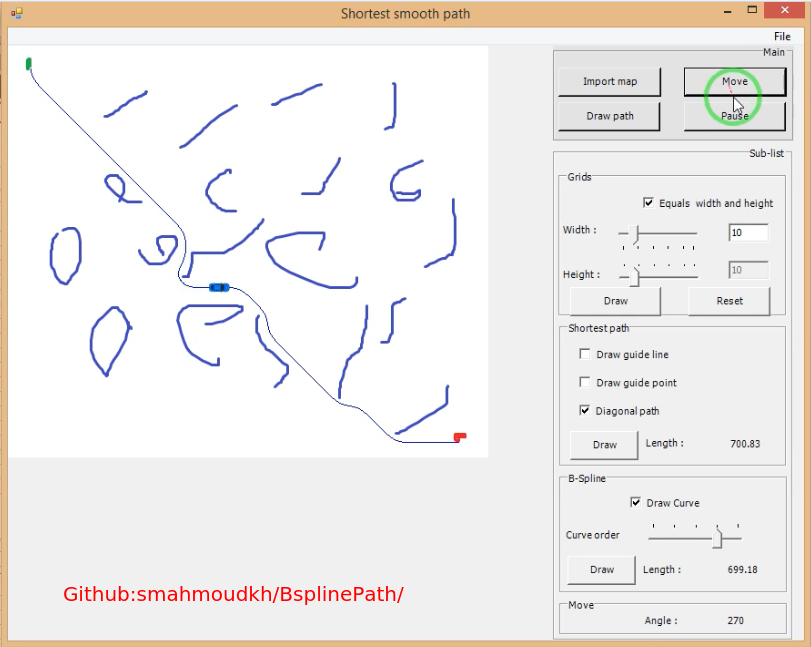 Shortest smooth path
File
Main
Import map
Move
Draw path
Pause
Sub-list
Grids
Equals width and height
Width :
10
Height :
10
Draw
Reset
Shortest path
Draw guide line
Draw guide point
Diagonal path
Draw
Length :
700.83
B-Spline
Draw Curve
Curve order
Draw
Length :
699.18
Move
Angle :
270
Github:smahmoudkh/BsplinePath/